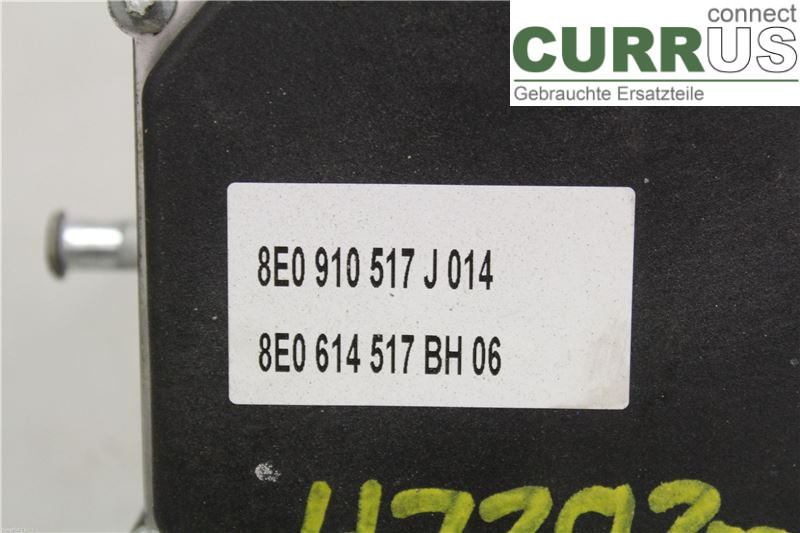 connect
CURRUS
Gebrauchte Ersatzteile
8E0 910 517 J 014
8E0 614 517 BH 06